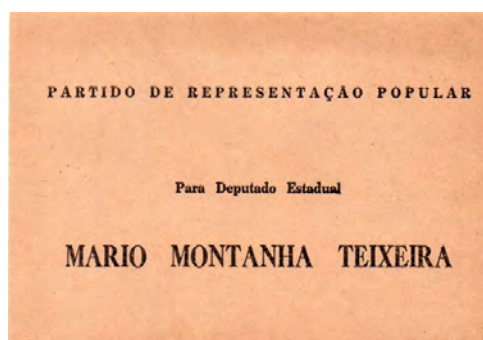 PARTIDO DE REPRESENTAÇÃO POPULAR
Para Deputado Estadual
MARIO MONTANHA TEIXEIRA